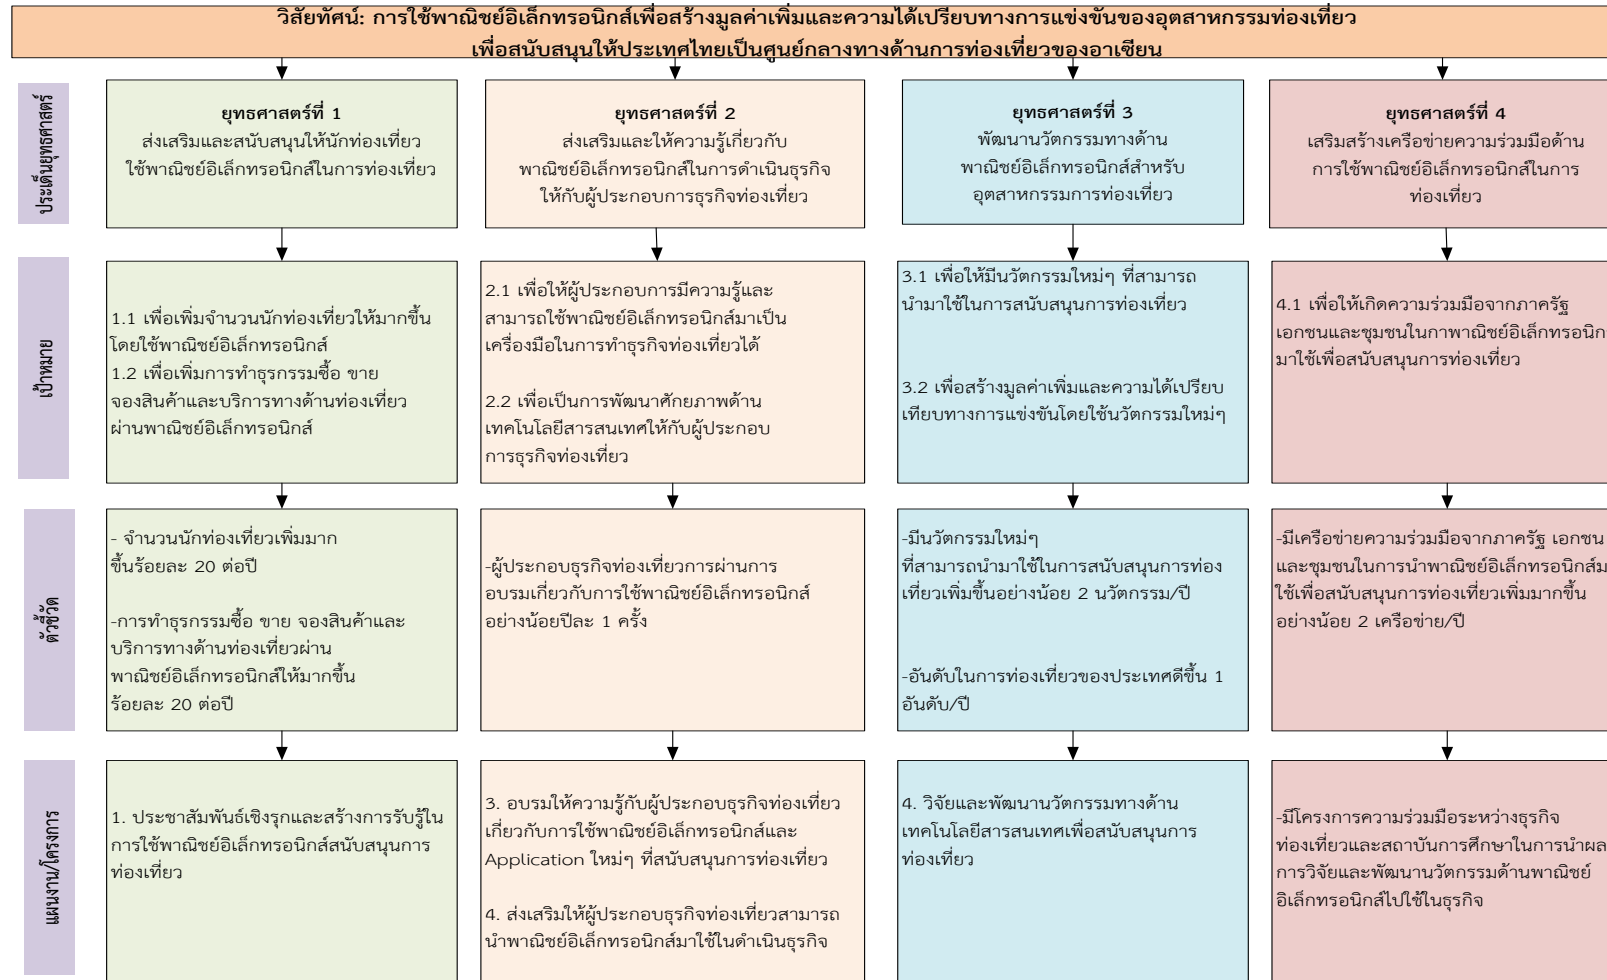 วิสัยทัศน์: การใช้พาณิชย์อิเล็กทรอนิกส์เพื่อสร้างมูลค่าเพิ่มและความได้เปรียบทางการแข่งขันของอุตสาหกรรมท่องเที่ยว
เพื่อสนับสนุนให้ประเทศไทยเป็นศูนย์กลางทางด้านการท่องเที่ยวของอาเซียน
ประเด็นยุทธศาสตร์
ยุทธศาสตร์ที่ 1
ส่งเสริมและสนับสนุนให้นักท่องเที่ยว
ใช้พาณิชย์อิเล็กทรอนิกส์ในการท่องเที่ยว
ยุทธศาสตร์ที่ 2
ส่งเสริมและให้ความรู้เกี่ยวกับ
พาณิชย์อิเล็กทรอนิกส์ในการดำเนินธุรกิจ
ให้กับผู้ประกอบการธุรกิจท่องเที่ยว
ยุทธศาสตร์ที่ 3
พัฒนานวัตกรรมทางด้าน
พาณิชย์อิเล็กทรอนิกส์สำหรับ
อุตสาหกรรมการท่องเที่ยว
ยุทธศาสตร์ที่ 4
เสริมสร้างเครือข่ายความร่วมมือด้าน
การใช้พาณิชย์อิเล็กทรอนิกส์ในการ
ท่องเที่ยว
เป้าหมาย
1.1 เพื่อเพิ่มจำนวนนักท่องเที่ยวให้มากขึ้น
โดยใช้พาณิชย์อิเล็กทรอนิกส์
1.2 เพื่อเพิ่มการทำธุรกรรมซื้อ ขาย
จองสินค้าและบริการทางด้านท่องเที่ยว
ผ่านพาณิชย์อิเล็กทรอนิกส์
2.1 เพื่อให้ผู้ประกอบการมีความรู้และ
สามารถใช้พาณิชย์อิเล็กทรอนิกส์มาเป็น
เครื่องมือในการทำธุรกิจท่องเที่ยวได้
2.2 เพื่อเป็นการพัฒนาศักยภาพด้าน
เทคโนโลยีสารสนเทศให้กับผู้ประกอบ
การธุรกิจท่องเที่ยว
3.1 เพื่อให้มีนวัตกรรมใหม่ๆ ที่สามารถ
นำมาใช้ในการสนับสนุนการท่องเที่ยว
3.2 เพื่อสร้างมูลค่าเพิ่มและความได้เปรียบ
เทียบทางการแข่งขันโดยใช้นวัตกรรมใหม่ๆ
4.1 เพื่อให้เกิดความร่วมมือจากภาครัฐ
เอกชนและชุมชนในกาพาณิชย์อิเล็กทรอนิก
มาใช้เพื่อสนับสนุนการท่องเที่ยว
ตัวชี้วัด
- จำนวนนักท่องเที่ยวเพิ่มมาก
ขึ้นร้อยละ 20 ต่อปี
-การทำธุรกรรมซื้อ ขาย จองสินค้าและ
บริการทางด้านท่องเที่ยวผ่าน
พาณิชย์อิเล็กทรอนิกส์ให้มากขึ้น
ร้อยละ 20 ต่อปี
-ผู้ประกอบธุรกิจท่องเที่ยวการผ่านการ
อบรมเกี่ยวกับการใช้พาณิชย์อิเล็กทรอนิกส์
อย่างน้อยปีละ 1 ครั้ง
-มีนวัตกรรมใหม่ๆ
ที่สามารถนำมาใช้ในการสนับสนุนการท่อง
เที่ยวเพิ่มขึ้นอย่างน้อย 2 นวัตกรรม/ปี
-อันดับในการท่องเที่ยวของประเทศดีขึ้น 1
อันดับ/ปี
-มีเครือข่ายความร่วมมือจากภาครัฐ เอกชน
และชุมชนในการนำพาณิชย์อิเล็กทรอนิกส์ม
ใช้เพื่อสนับสนุนการท่องเที่ยวเพิ่มมากขึ้น
อย่างน้อย 2 เครือข่าย/ปี
แผนงาน/โครงการ
1. ประชาสัมพันธ์เชิงรุกและสร้างการรับรู้ใน
การใช้พาณิชย์อิเล็กทรอนิกส์สนับสนุนการ
ท่องเที่ยว
3. อบรมให้ความรู้กับผู้ประกอบธุรกิจท่องเที่ยว
เกี่ยวกับการใช้พาณิชย์อิเล็กทรอนิกส์และ
Application ใหม่ๆ ที่สนับสนุนการท่องเที่ยว
4. ส่งเสริมให้ผู้ประกอบธุรกิจท่องเที่ยวสามารถ
นำพาณิชย์อิเล็กทรอนิกส์มาใช้ในดำเนินธุรกิจ
4. วิจัยและพัฒนานวัตกรรมทางด้าน
เทคโนโลยีสารสนเทศเพื่อสนับสนุนการ
ท่องเที่ยว
-มีโครงการความร่วมมือระหว่างธุรกิจ
ท่องเที่ยวและสถาบันการศึกษาในการนำผล
การวิจัยและพัฒนานวัตกรรมด้านพาณิชย์
อิเล็กทรอนิกส์ไปใช้ในธุรกิจ